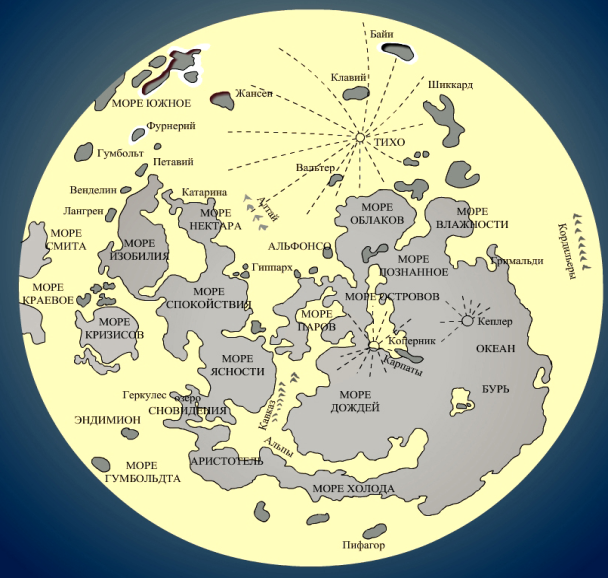 Байи
Клавий
Шиккард
Жансен
МОРЕ ЮЖНОЕ
Фурнерий
ТИХО
Гумбольт
Петавий
Вальтер
Венделин
Катарина
Лангрен
Алтай
МОРЕ
НЕКТАРА
МОРЕ
ОБЛАКОВ
МОРЕ
ВЛАЖНОСТИ
МОРЕ
СМИТА
МОРЕ
ИЗОБИЛИЯ
АЛЬФОНСО
Кордильеры
Гиппарх
МОРЕ
ПОЗНАННОЕ
Гримальди
МОРЕ
КРАЕВОЕ
МОРЕ
СПОКОЙСТВИЯ
МОРЕ ОСТРОВОВ
МОРЕ
КРИЗИСОВ
МОРЕ
ПАРОВ
Кеплер
Коперник
ОКЕАН
БУРЬ
Карпаты
МОРЕ
ЯСНОСТИ
МОРЕ
ДОЖДЕЙ
Геркулес
озеро
СНОВИДЕНИЯ
Кавказ
ЭНДИМИОН
Альпы
АРИСТОТЕЛЬ
МОРЕ
ГУМБОЛЬДТА
МОРЕ ХОЛОДА
Пифагор